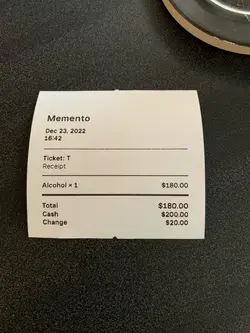 Memento
Dec 23, 2022
16:42
Ticket: T
Receipt
Alcohol × 1 $180.00
Total $180.00
Cash $200.00
Change $20.00